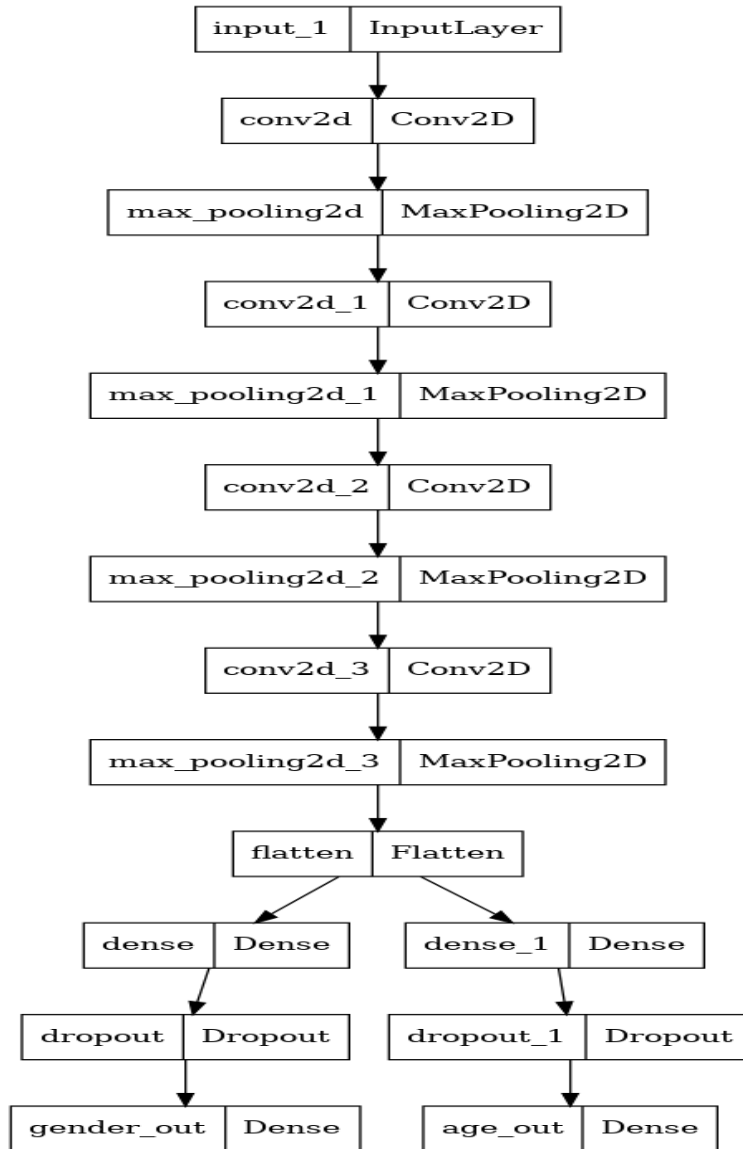 input_1 InputLayer
conv2d Conv2D
max_pooling2d MaxPooling2D
conv2d_1 Conv2D
max_pooling2d_1 MaxPooling2D
conv2d_2 Conv2D
max_pooling2d_2 MaxPooling2D
conv2d_3 Conv2D
max_pooling2d_3 MaxPooling2D
flatten Flatten
dense Dense dense_1 Dense
dropout Dropout dropout_1 Dropout
gender_out Dense age_out Dense